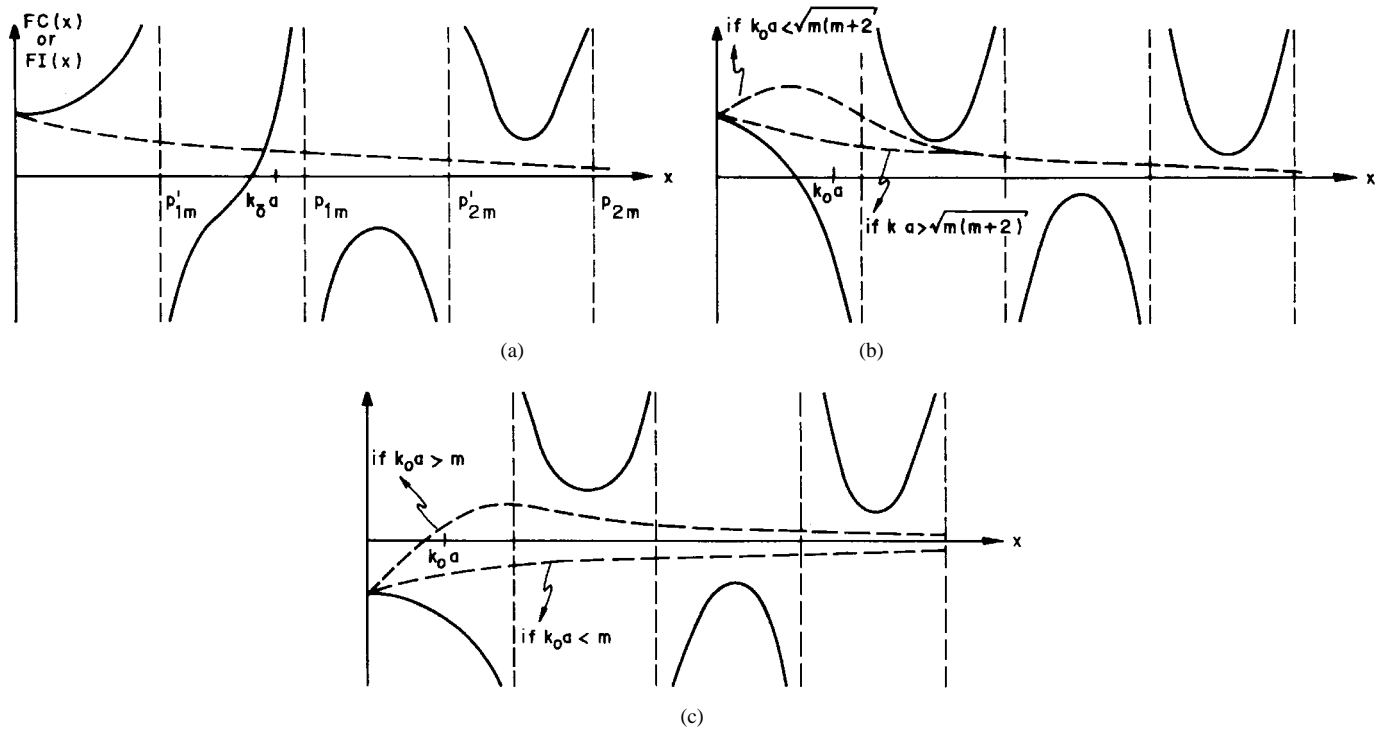 FC(x)
or
FI(x)
x
p'1m
kδa
p1m
p'2m
p2m
(a)
if k0a<√m(m+2)
x
k0a
if k a>√m(m+2)
(b)
if k0a > m
x
k0a
if k0a < m
(c)